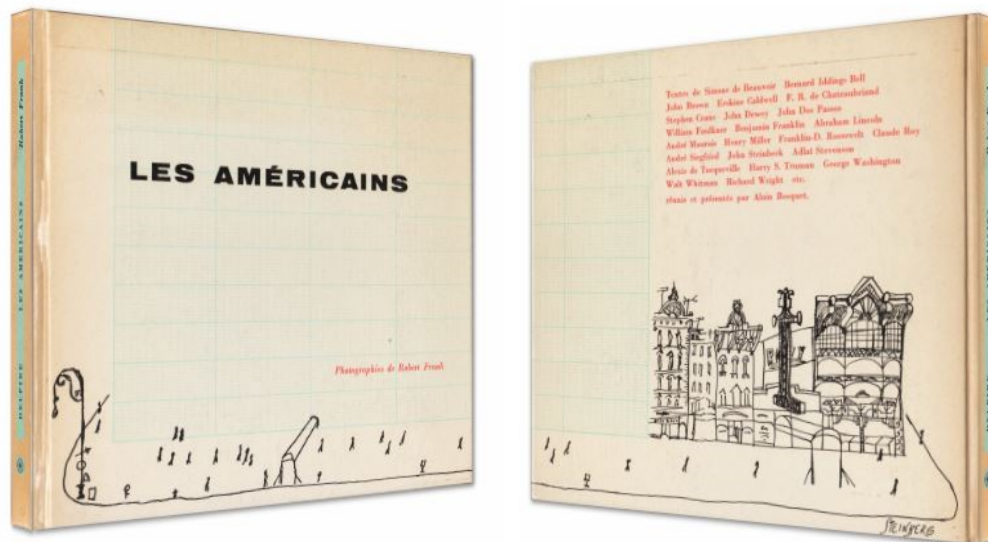 DELPIRE LES AMÉRICAINS Robert Frank
LES AMÉRICAINS
Photographies de Robert Frank
Textes de Simone de Beauvoir Bernard Iddings Bell
John Brown Erskine Caldwell F. R. de Chateaubriand
Stephen Crane John Dewey John Dos Passos
William Faulkner Benjamin Franklin Abraham Lincoln
André Maurois Henry Miller Franklin-D. Roosevelt Claude Roy
André Siegfried John Steinbeck Adlai Stevenson
Alexis de Tocqueville Harry S. Truman George Washington
Walt Whitman Richard Wright etc.
réunis et présentés par Alain Bosquet.
STEINBERG